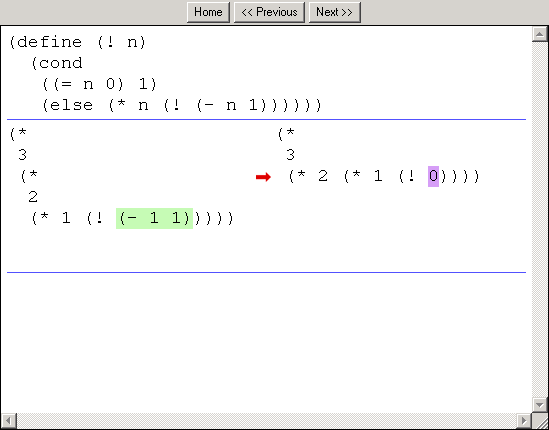 Home << Previous Next >>
(define (! n)
(cond
((= n 0) 1)
(else (* n (! (- n 1))))))
(*
3
(*
2
(* 1 (! (- 1 1)))))
(*
3
(* 2 (* 1 (! 0))))